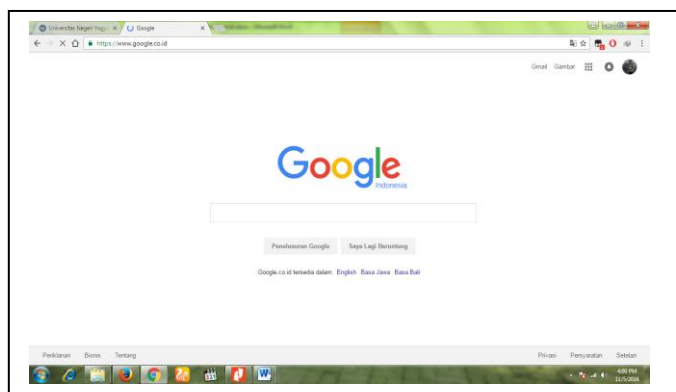 Universitas Negeri Yogy
Google
https://www.google.co.id
Gmail Gambar
Google
Indonesia
Penelusuran Google Saya Lagi Beruntung
Google.co.id tersedia dalam: English Basa Jawa Basa Bali
Periklanan Bisnis Tentang
Privasi Persyaratan Setelan
4:00 PM
11/5/2016